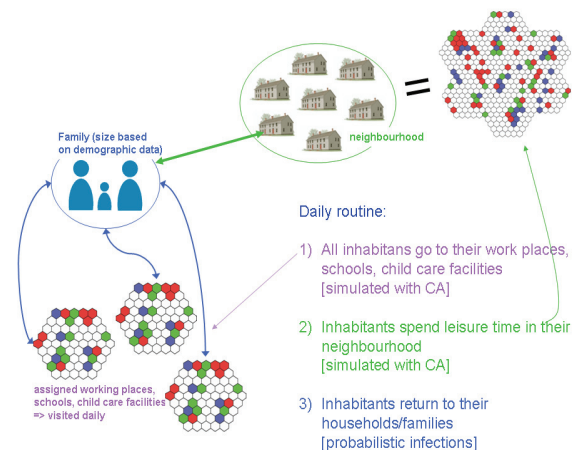 Family (size based
on demographic data)
neighbourhood
=
Daily routine:
1) All inhabitans go to their work places,
schools, child care facilities
[simulated with CA]
2) Inhabitants spend leisure time in their
neighbourhood
[simulated with CA]
3) Inhabitants return to their
households/families
[probabilistic infections]
assigned working places,
schools, child care facilities
=> visited daily